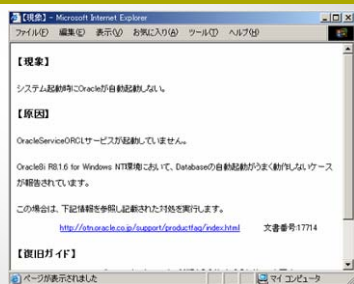 【現象】 - Microsoft Internet Explorer
ファイル(F) 編集(E) 表示(V) お気に入り(A) ツール(T) ヘルプ(H)
【現象】
システム起動時にOracleが自動起動しない。
【原因】
OracleServiceORCLサービスが起動していません。
Oracle8i R8.1.6 for Windows NT環境において、Databaseの自動起動がうまく動作しないケース
が報告されています。
この場合は、下記情報を参照し記載された対処を実行します。
http://otn.oracle.co.jp/support/productfaq/index.html 文書番号:17714
【復旧ガイド】
ページが表示されました マイ コンピュータ